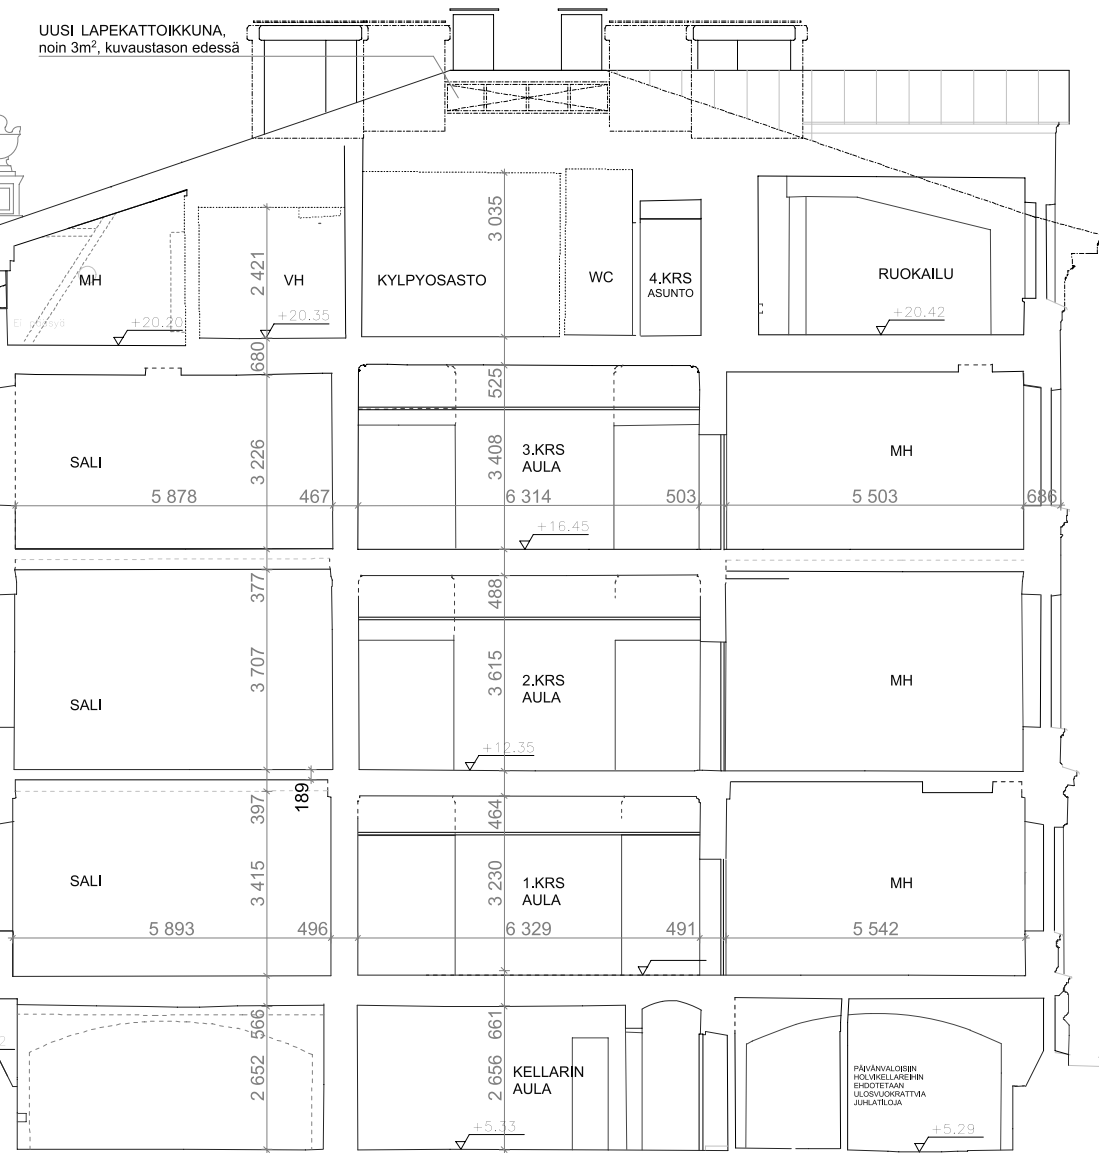 UUSI LAPEKATTOIKKUNA,
noin 3m², kuvaustason edessä
3 035
2 421
MH
VH
KYLPYOSASTO
WC
4.KRS
ASUNTO
RUOKAILU
+20.20
+20.35
+20.42
680
525
3 226
3 408
SALI
3.KRS
AULA
MH
5 878
467
6 314
503
5 503
686
+16.45
377
488
3 707
3 615
SALI
2.KRS
AULA
MH
+12.35
189
397
464
3 415
3 230
SALI
1.KRS
AULA
MH
5 893
496
6 329
491
5 542
566
661
2 652
2 656
KELLARIN
AULA
PÄIVÄNVALOISIIN
HOLVIKELLAREIHIN
EHDOTETAAN
ULOSVUOKRATTVIA
JUHLATILOJA
+5.33
+5.29